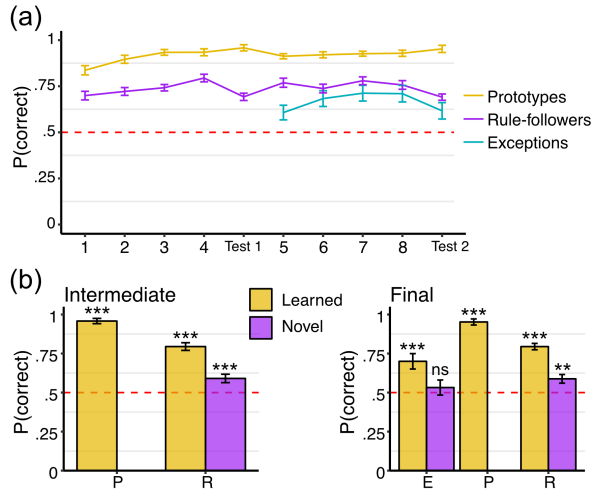 (a)
1
.75
.5
.25
0
P(correct)
1 2 3 4 Test 1 5 6 7 8 Test 2
Prototypes
Rule-followers
Exceptions
(b)
Intermediate
1
.75
.5
.25
0
P(correct)
*** *** ***
P R
Learned
Novel
Final
1
.75
.5
.25
0
P(correct)
*** ns *** *** **
E P R